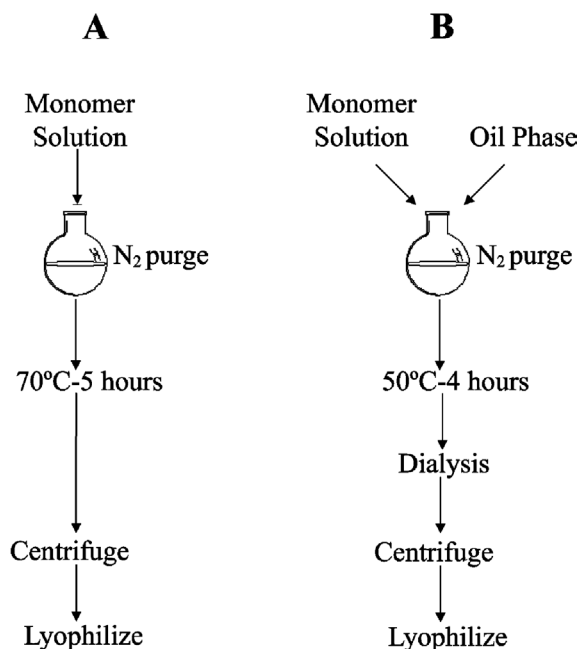 A
Monomer
Solution
N₂ purge
70ºC-5 hours
Centrifuge
Lyophilize
B
Monomer
Solution
Oil Phase
N₂ purge
50ºC-4 hours
Dialysis
Centrifuge
Lyophilize